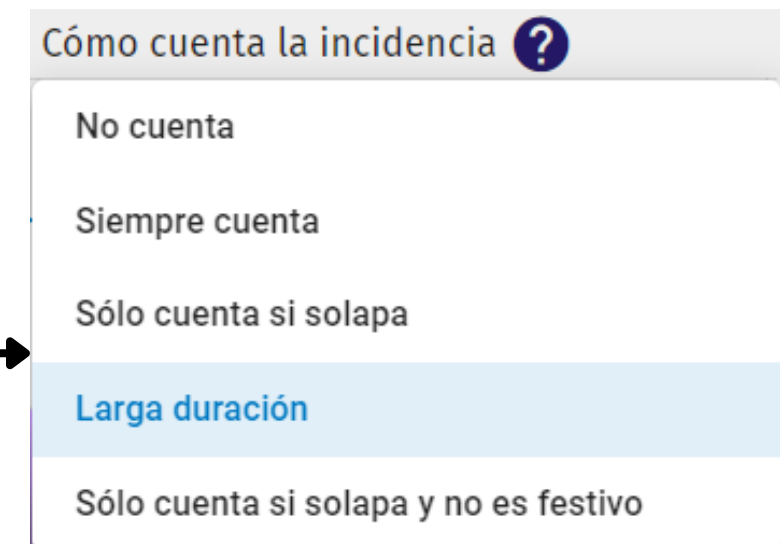 Cómo cuenta la incidencia ?
No cuenta
Siempre cuenta
Sólo cuenta si solapa
Larga duración
Sólo cuenta si solapa y no es festivo